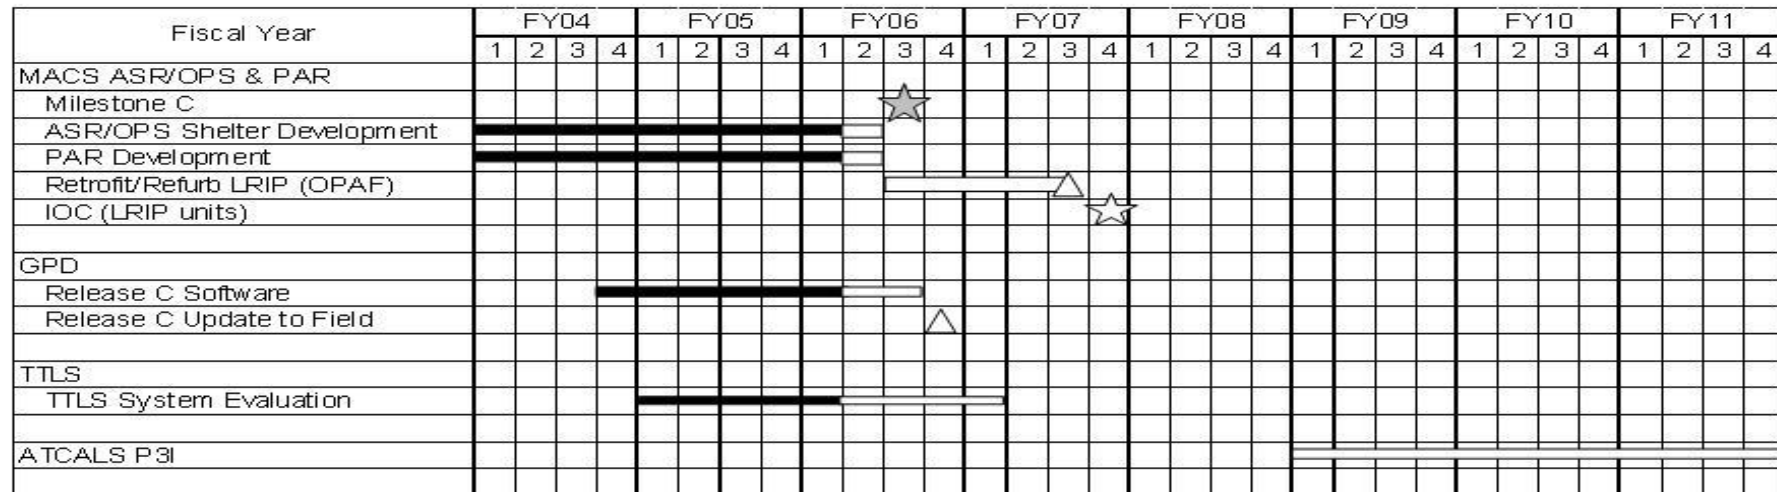 Fiscal Year FY04 FY05 FY06 FY07 FY08 FY09 FY10 FY11
1 2 3 4 1 2 3 4 1 2 3 4 1 2 3 4 1 2 3 4 1 2 3 4 1 2 3 4 1 2 3 4
MACS ASR/OPS & PAR
Milestone C
ASR/OPS Shelter Development
PAR Development
Retrofit/Refurb LRIP (OPAF)
IOC (LRIP units)
GPD
Release C Software
Release C Update to Field
TTLS
TTLS System Evaluation
ATCALS P3I